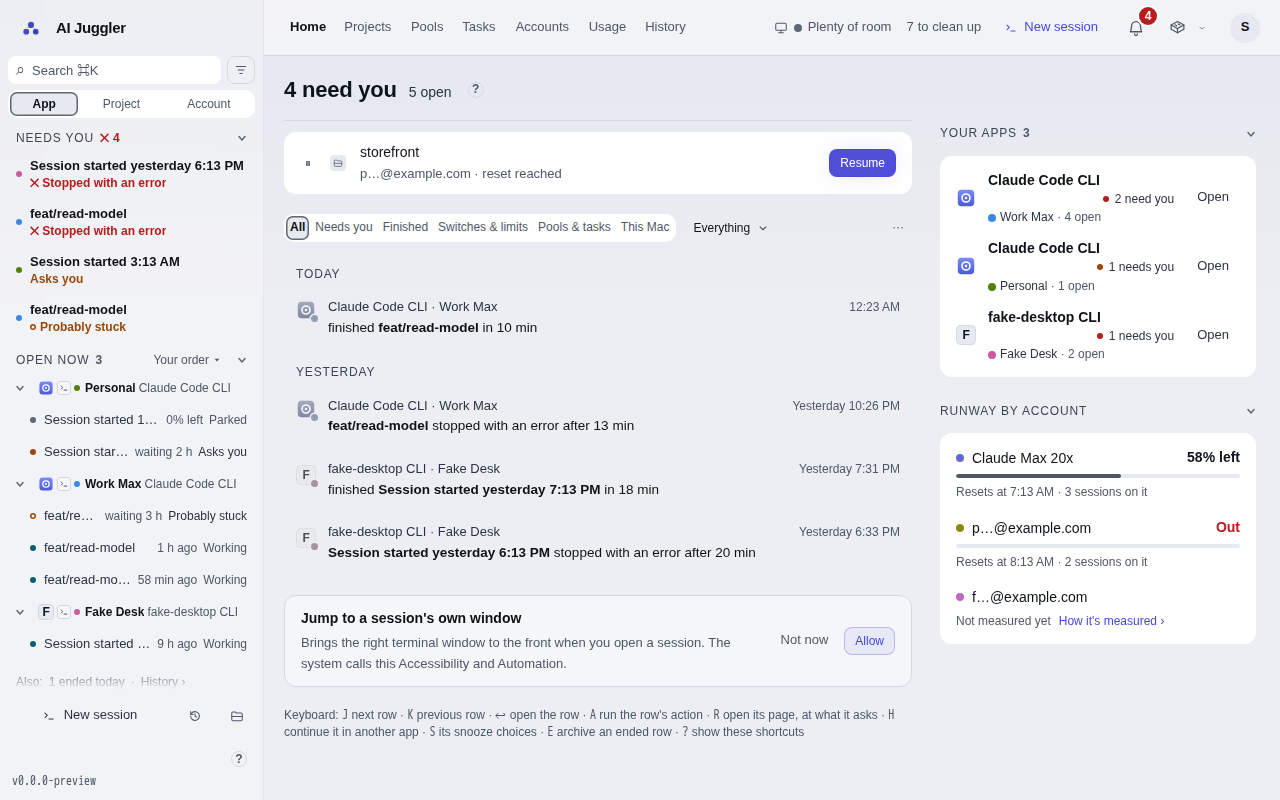 AI Juggler
Search ⌘K
App Project Account
NEEDS YOU 4
Session started yesterday 6:13 PM
Stopped with an error
feat/read-model
Stopped with an error
Session started 3:13 AM
Asks you
feat/read-model
Probably stuck
OPEN NOW 3 Your order
Personal Claude Code CLI
Session started 1… 0% left Parked
Session star… waiting 2 h Asks you
Work Max Claude Code CLI
feat/re… waiting 3 h Probably stuck
feat/read-model 1 h ago Working
feat/read-mo… 58 min ago Working
F Fake Desk fake-desktop CLI
Session started … 9 h ago Working
Also: 1 ended today · History ›
New session
?
v0.0.0-preview
Home Projects Pools Tasks Accounts Usage History
Plenty of room 7 to clean up New session 4 S
4 need you 5 open ?
storefront
p…@example.com · reset reached
Resume
All Needs you Finished Switches & limits Pools & tasks This Mac Everything ⋯
TODAY
Claude Code CLI · Work Max 12:23 AM
finished feat/read-model in 10 min
YESTERDAY
Claude Code CLI · Work Max Yesterday 10:26 PM
feat/read-model stopped with an error after 13 min
F fake-desktop CLI · Fake Desk Yesterday 7:31 PM
finished Session started yesterday 7:13 PM in 18 min
F fake-desktop CLI · Fake Desk Yesterday 6:33 PM
Session started yesterday 6:13 PM stopped with an error after 20 min
Jump to a session's own window
Brings the right terminal window to the front when you open a session. The
system calls this Accessibility and Automation.
Not now Allow
Keyboard: J next row · K previous row · ↩ open the row · A run the row's action · R open its page, at what it asks · H
continue it in another app · S its snooze choices · E archive an ended row · ? show these shortcuts
YOUR APPS 3
Claude Code CLI
2 need you Open
Work Max · 4 open
Claude Code CLI
1 needs you Open
Personal · 1 open
fake-desktop CLI
F 1 needs you Open
Fake Desk · 2 open
RUNWAY BY ACCOUNT
Claude Max 20x 58% left
Resets at 7:13 AM · 3 sessions on it
p…@example.com Out
Resets at 8:13 AM · 2 sessions on it
f…@example.com
Not measured yet How it's measured ›